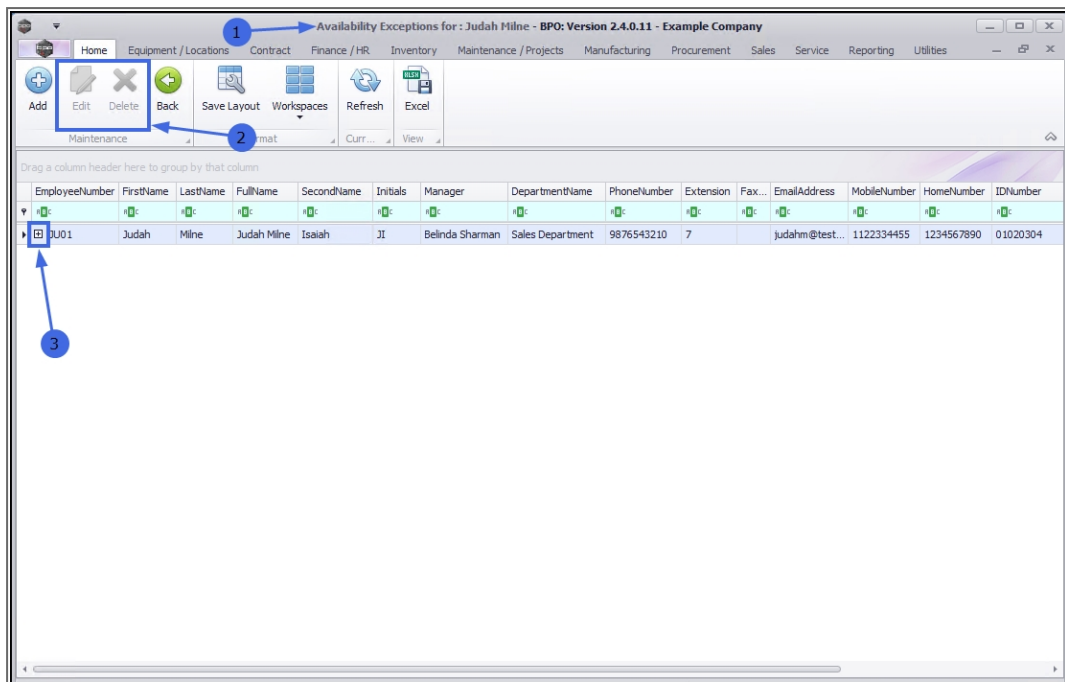 1
Availability Exceptions for : Judah Milne - BPO: Version 2.4.0.11 - Example Company
Home Equipment / Locations Contract Finance / HR Inventory Maintenance / Projects Manufacturing Procurement Sales Service Reporting Utilities
Add Edit Delete Back Save Layout Workspaces Refresh Excel
Maintenance 2 rmat Curr... View
Drag a column header here to group by that column
EmployeeNumber FirstName LastName FullName SecondName Initials Manager DepartmentName PhoneNumber Extension Fax... EmailAddress MobileNumber HomeNumber IDNumber
JU01 Judah Milne Judah Milne Isaiah JI Belinda Sharman Sales Department 9876543210 7 judahm@test... 1122334455 1234567890 01020304
3